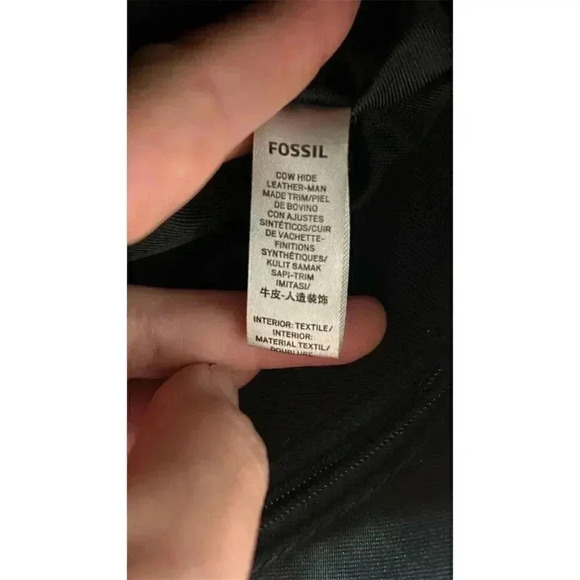 FOSSIL
COW HIDE
LEATHER-MAN
MADE TRIM/PIEL
DE BOVINO
CON AJUSTES
SINTÉTICOS/CUIR
DE VACHETTE-
FINITIONS
SYNTHÉTIQUES/
KULIT SAMAK
SAPI-TRIM
IMITASI/
牛皮-人造装饰
INTERIOR: TEXTILE/
INTERIOR:
MATERIAL TEXTIL/
DOUBLURE